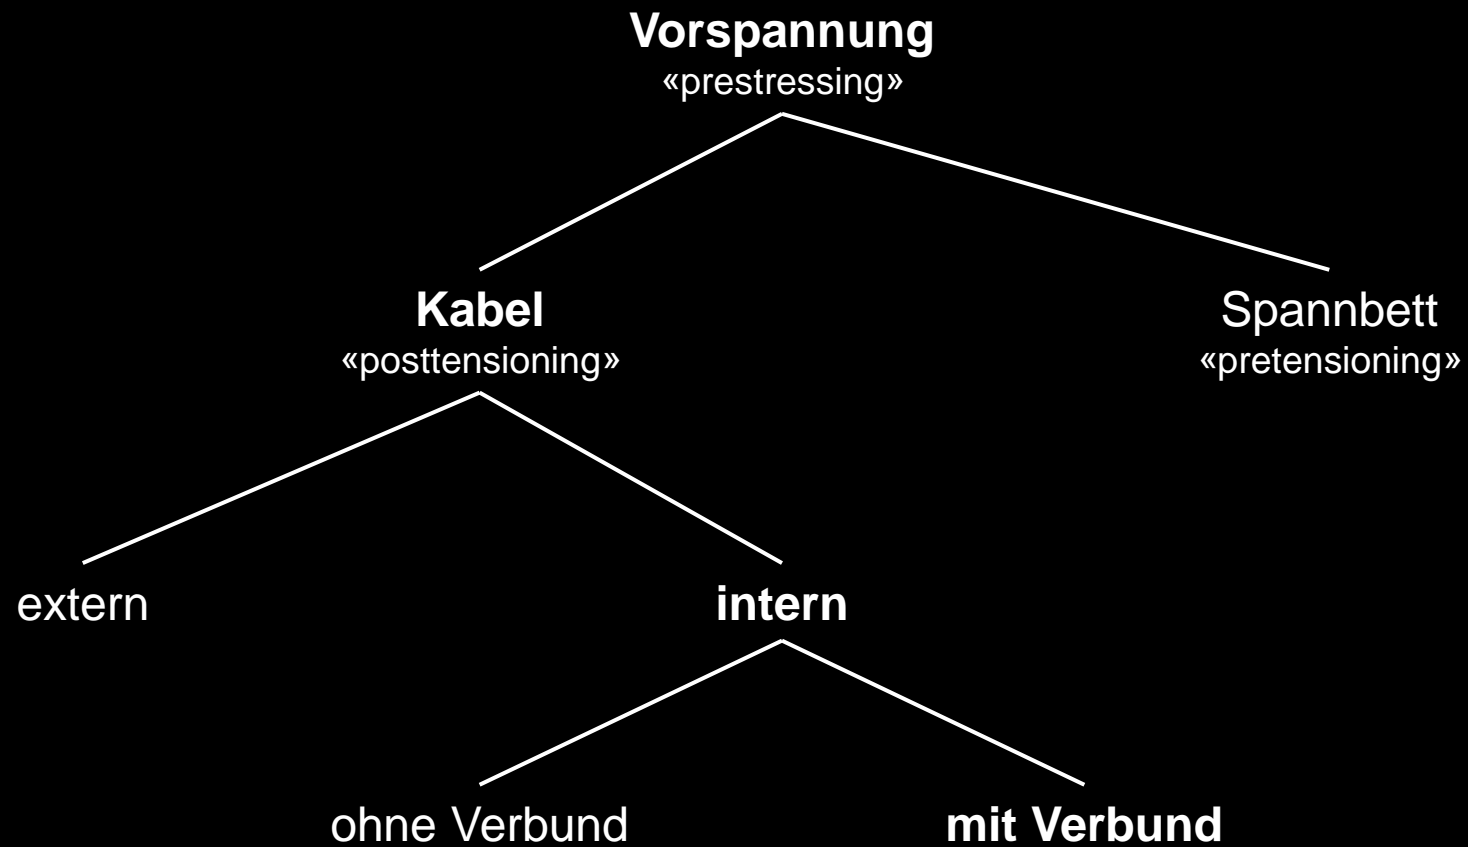 Vorspannung
«prestressing»
Kabel
«posttensioning»
Spannbett
«pretensioning»
extern
intern
ohne Verbund
mit Verbund